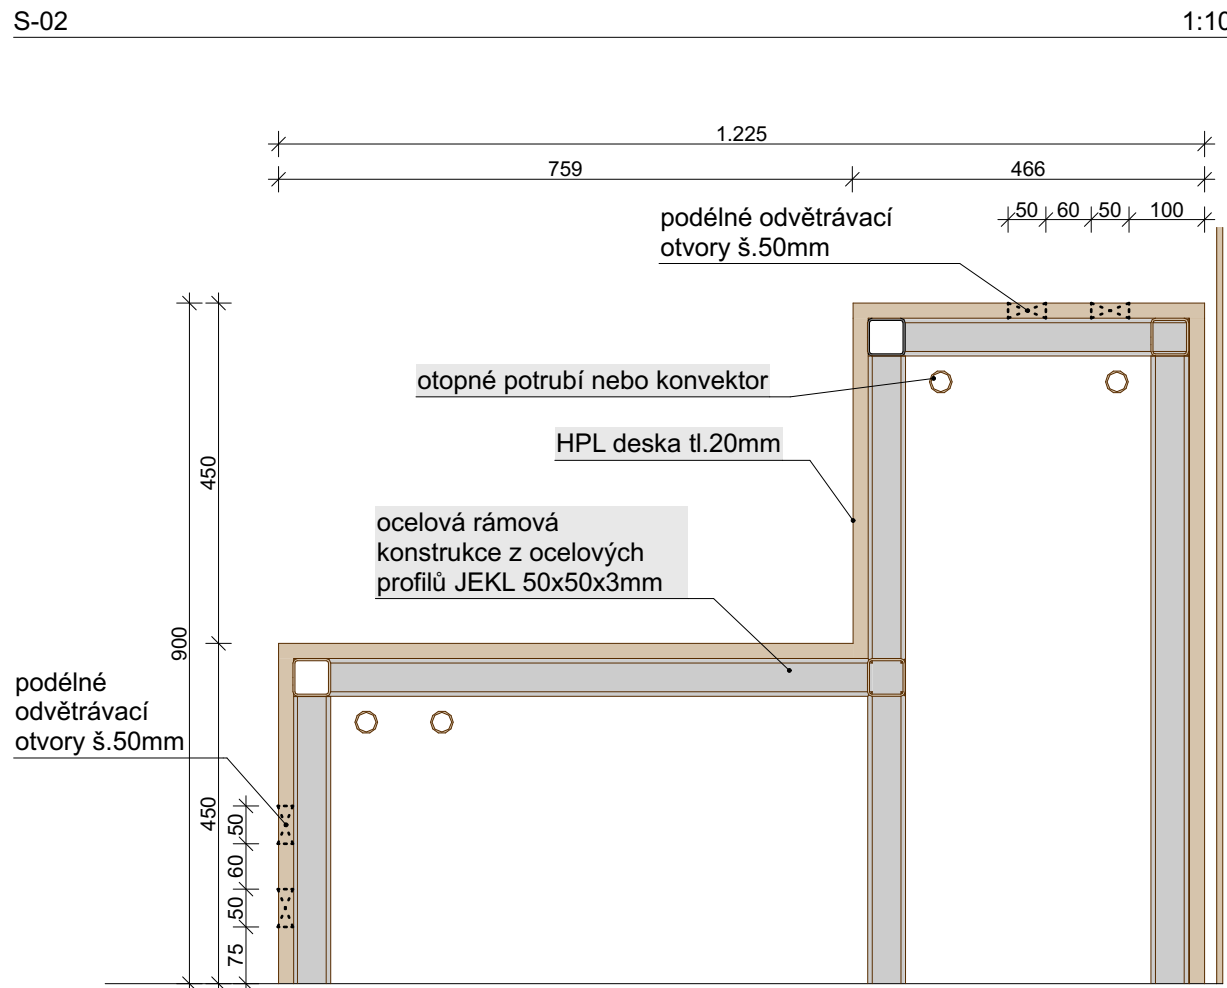 S-02
1:10
1.225
759
466
50
60
50
100
podélné odvětrávací
otvory š.50mm
otopné potrubí nebo konvektor
HPL deska tl.20mm
450
ocelová rámová
konstrukce z ocelových
profilů JEKL 50x50x3mm
900
podélné
odvětrávací
otvory š.50mm
450
50
60
50
75